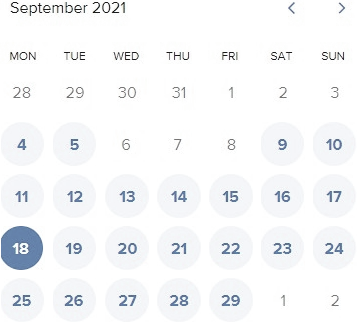 September 2021
MON TUE WED THU FRI SAT SUN
28 29 30 31 1 2 3
4 5 6 7 8 9 10
11 12 13 14 15 16 17
18 19 20 21 22 23 24
25 26 27 28 29 1 2